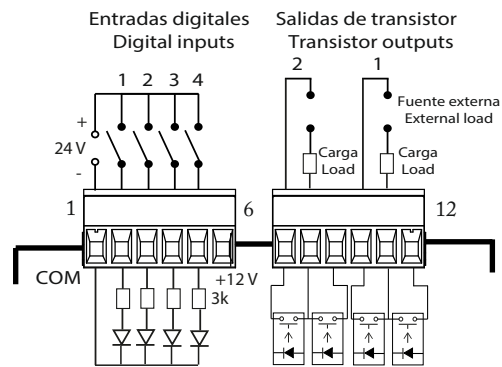 Entradas digitales
Digital inputs
Salidas de transistor
Transistor outputs
1 2 3 4
2 1
+
24 V
-
Fuente externa
External load
Carga
Load
Carga
Load
1
6
12
COM
+12 V
3k